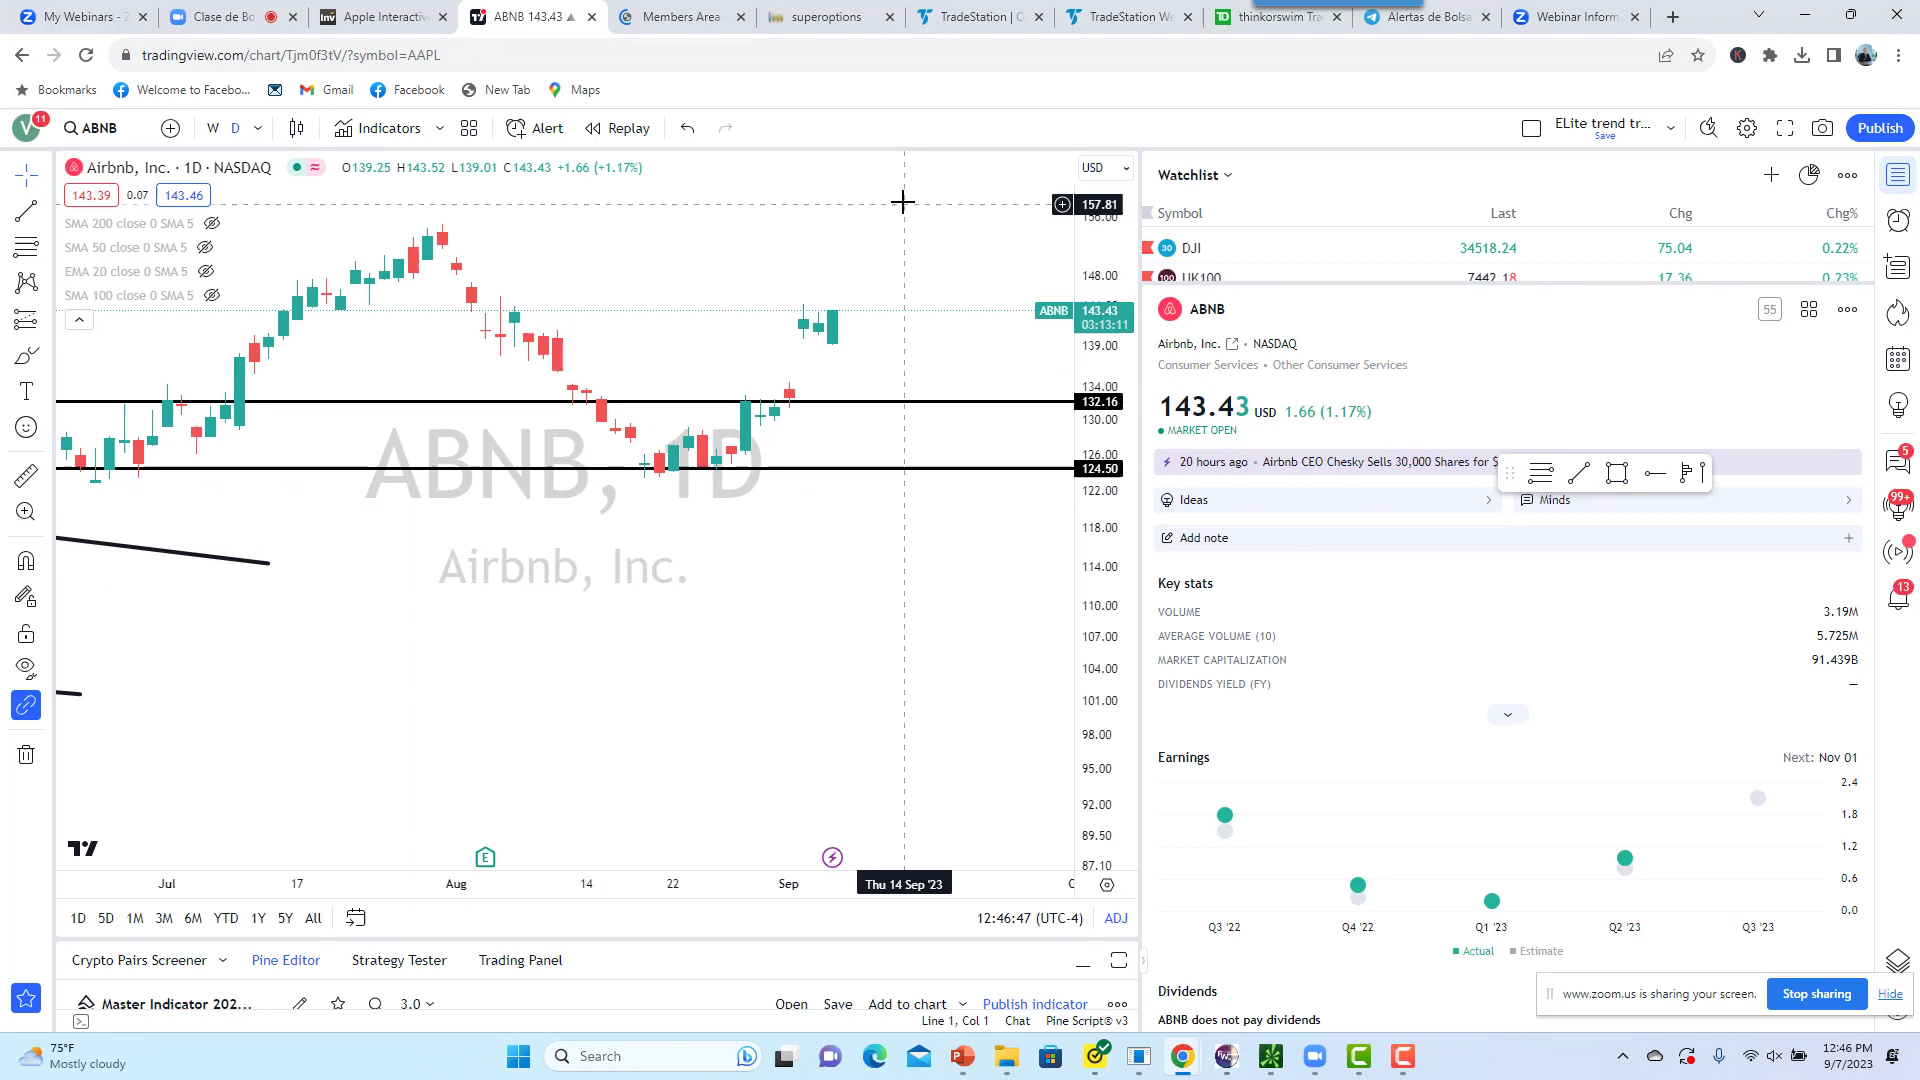 My Webinars - Z
Clase de Bo
Apple Interactiv
ABNB 143.43
Members Area -
superoptions
TradeStation | O
TradeStation We
thinkorswim Tra
Alertas de Bolsa
Webinar Inform
tradingview.com/chart/Tjm0f3tV/?symbol=AAPL
Bookmarks
Welcome to Facebo...
Gmail
Facebook
New Tab
Maps
V 11
ABNB
W D
Indicators
Alert
Replay
ELite trend tr...
Save
Publish
Airbnb, Inc. · 1D · NASDAQ
O139.25 H143.52 L139.01 C143.43 +1.66 (+1.17%)
USD
143.39 0.07 143.46
SMA 200 close 0 SMA 5
SMA 50 close 0 SMA 5
EMA 20 close 0 SMA 5
SMA 100 close 0 SMA 5
157.81
156.00
148.00
ABNB 143.43
03:13:11
139.00
134.00
132.16
130.00
126.00
124.50
122.00
118.00
114.00
110.00
107.00
104.00
101.00
98.00
95.00
92.00
89.50
87.10
ABNB, 1D
Airbnb, Inc.
E
Jul 17 Aug 14 22 Sep
Thu 14 Sep '23
1D 5D 1M 3M 6M YTD 1Y 5Y All
12:46:47 (UTC-4) ADJ
Crypto Pairs Screener
Pine Editor
Strategy Tester
Trading Panel
Master Indicator 202...
3.0
Open Save Add to chart Publish indicator
Line 1, Col 1 Chat Pine Script® v3
Watchlist
Symbol Last Chg Chg%
30 DJI 34518.24 75.04 0.22%
100 UK100 7442.18 17.36 0.23%
ABNB
55
Airbnb, Inc. • NASDAQ
Consumer Services • Other Consumer Services
143.43 USD 1.66 (1.17%)
MARKET OPEN
20 hours ago • Airbnb CEO Chesky Sells 30,000 Shares for $
Ideas
Minds
Add note
Key stats
VOLUME 3.19M
AVERAGE VOLUME (10) 5.725M
MARKET CAPITALIZATION 91.439B
DIVIDENDS YIELD (FY) —
Earnings
Next: Nov 01
2.4
1.8
1.2
0.6
0.0
Q3 '22 Q4 '22 Q1 '23 Q2 '23 Q3 '23
Actual Estimate
Dividends
ABNB does not pay dividends
www.zoom.us is sharing your screen.
Stop sharing
Hide
5
99+
13
75°F
Mostly cloudy
Search
12:46 PM
9/7/2023